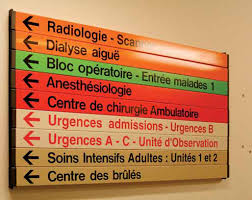 Radiologie - Scan
Dialyse aiguë
Bloc opératoire - Entrée malades 1
Anesthésiologie
Centre de chirurgie Ambulatoire
Urgences admissions - Urgences B
Urgences A - C - Unité d'Observation
Soins Intensifs Adultes : Unités 1 et 2
Centre des brûlés